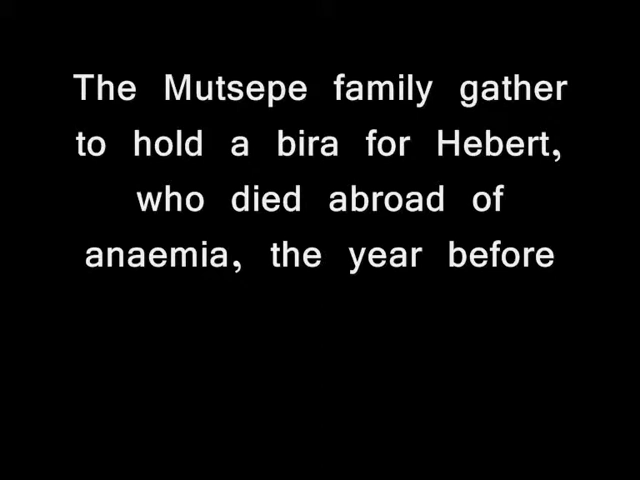 The Mutsepe family gather
to hold a bira for Hebert,
who died abroad of
anaemia, the year before